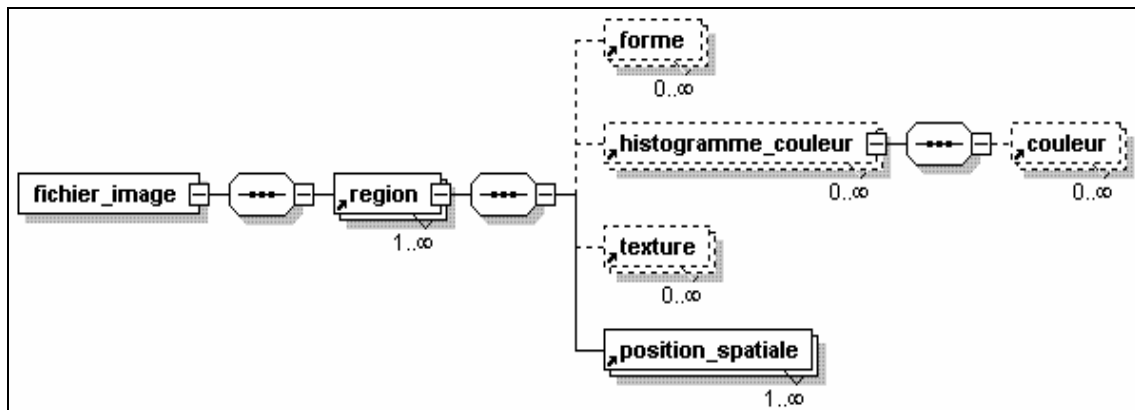 forme
0..∞
histogramme_couleur
0..∞
couleur
0..∞
fichier_image
region
1..∞
texture
0..∞
position_spatiale
1..∞